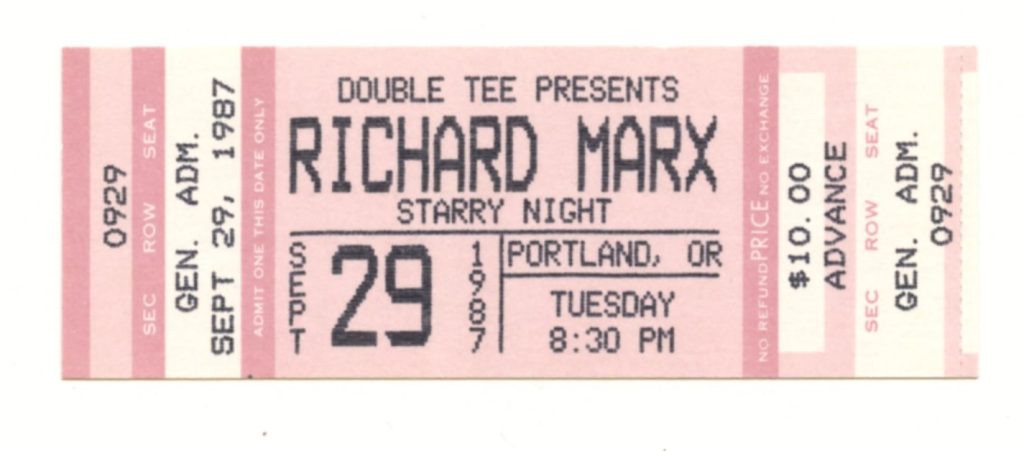 0929
SEC ROW SEAT
GEN. ADM.
SEPT 29, 1987
ADMIT ONE THIS DATE ONLY
DOUBLE TEE PRESENTS
RICHARD MARX
STARRY NIGHT
SEPT 29 1987
PORTLAND, OR
TUESDAY
8:30 PM
NO REFUND PRICE NO EXCHANGE
$10.00
ADVANCE
SEC ROW SEAT
GEN. ADM.
0929